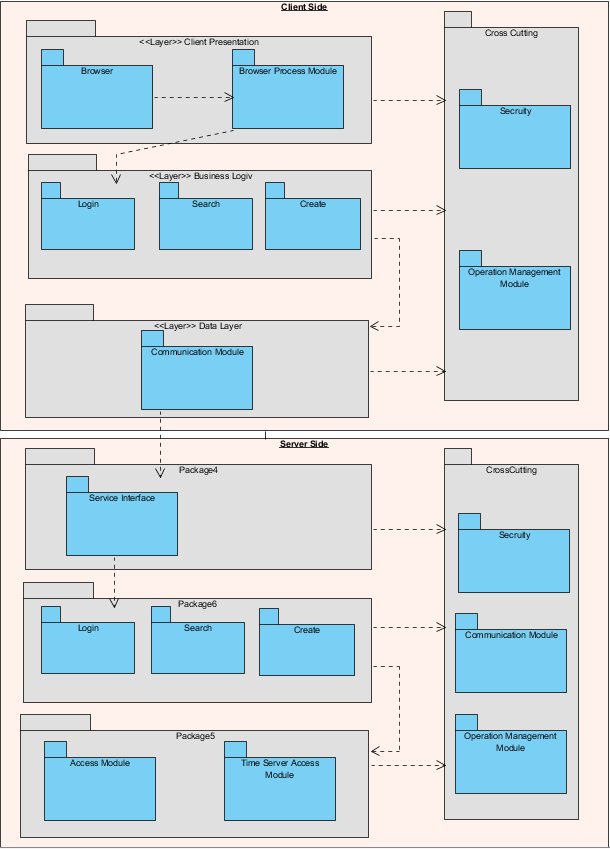 Client Side
<<Layer>> Client Presentation
Browser
Browser Process Module
Cross Cutting
Secruity
<<Layer>> Business Logiv
Login
Search
Create
Operation Management
Module
<<Layer>> Data Layer
Communication Module
Server Side
Package4
Service Interface
CrossCutting
Secruity
Package6
Login
Search
Create
Communication Module
Package5
Access Module
Time Server Access
Module
Operation Management
Module